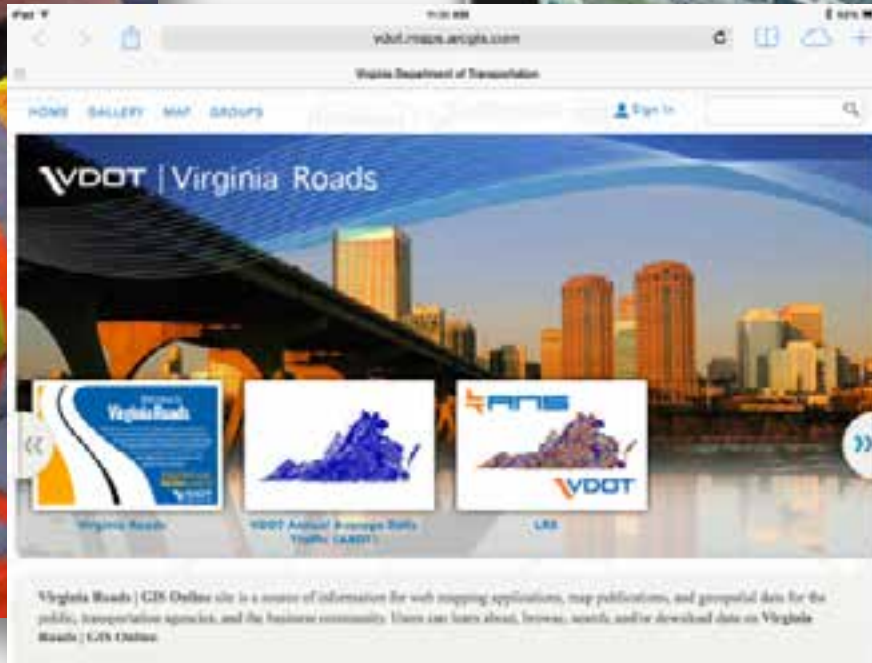 iPad
vdot.maps.arcgis.com
Virginia Department of Transportation
HOME GALLERY MAP GROUPS Sign In
VDOT | Virginia Roads
Virginia Roads
VDOT
VDOT
Virginia Roads
VDOT Annual Average Daily
Traffic (AADT)
LRS
Virginia Roads | GIS Online site is a source of information for web mapping applications, map publications, and geospatial data for the
public, transportation agencies, and the business community. Users can learn about, browse, search, and/or download data on Virginia
Roads | GIS Online